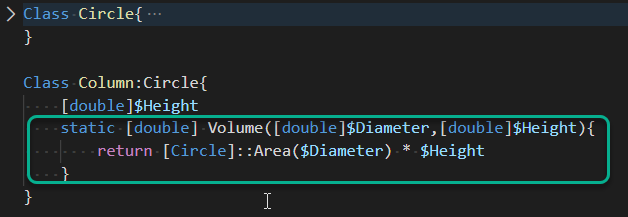 Class Circle{ ...
}
Class Column:Circle{
[double]$Height
static [double] Volume([double]$Diameter,[double]$Height){
return [Circle]::Area($Diameter) * $Height
}
}